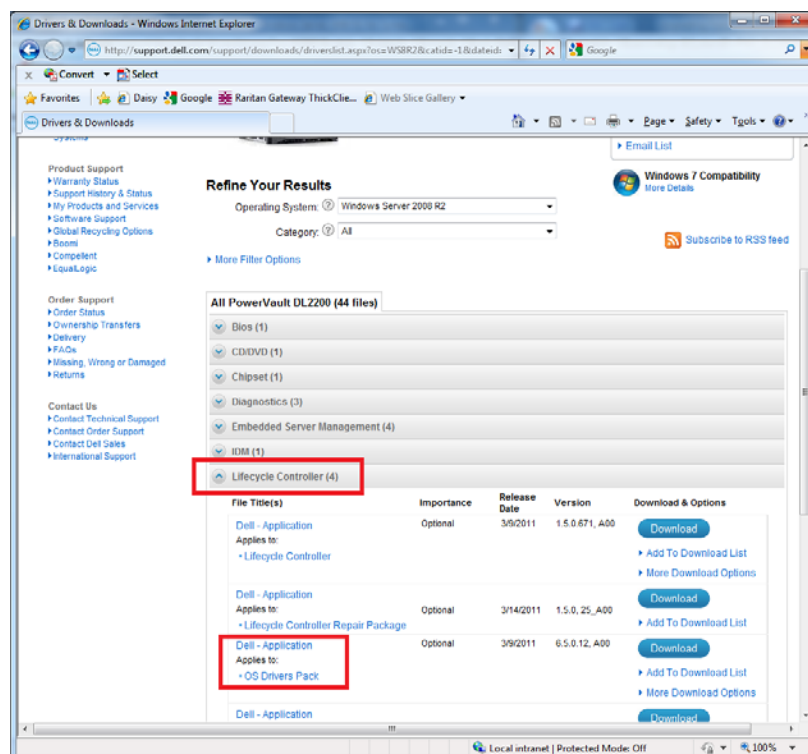 Drivers & Downloads - Windows Internet Explorer
http://support.dell.com/support/downloads/driverslist.aspx?os=WS8R2&catid=-1&dateid:
Google
x Convert Select
Favorites Daisy Google Raritan Gateway ThickClie... Web Slice Gallery
Drivers & Downloads
Page Safety Tools
Systems
Product Support
Warranty Status
Support History & Status
My Products and Services
Software Support
Global Recycling Options
Boomi
Compellent
EqualLogic
Order Support
Order Status
Ownership Transfers
Delivery
FAQs
Missing, Wrong or Damaged
Returns
Contact Us
Contact Technical Support
Contact Order Support
Contact Dell Sales
International Support
Email List
Windows 7 Compatibility
More Details
Subscribe to RSS feed
Refine Your Results
Operating System: ? Windows Server 2008 R2
Category: ? All
More Filter Options
All PowerVault DL2200 (44 files)
Bios (1)
CD/DVD (1)
Chipset (1)
Diagnostics (3)
Embedded Server Management (4)
IDM (1)
Lifecycle Controller (4)
File Title(s) Importance Release Date Version Download & Options
Dell - Application Optional 3/9/2011 1.5.0.671, A00 Download
Applies to:
Lifecycle Controller Add To Download List
More Download Options
Dell - Application Download
Applies to: Optional 3/14/2011 1.5.0, 25_A00
Lifecycle Controller Repair Package Add To Download List
Dell - Application Optional 3/9/2011 6.5.0.12, A00 Download
Applies to:
OS Drivers Pack Add To Download List
More Download Options
Dell - Application Download
Local intranet | Protected Mode: Off 100%